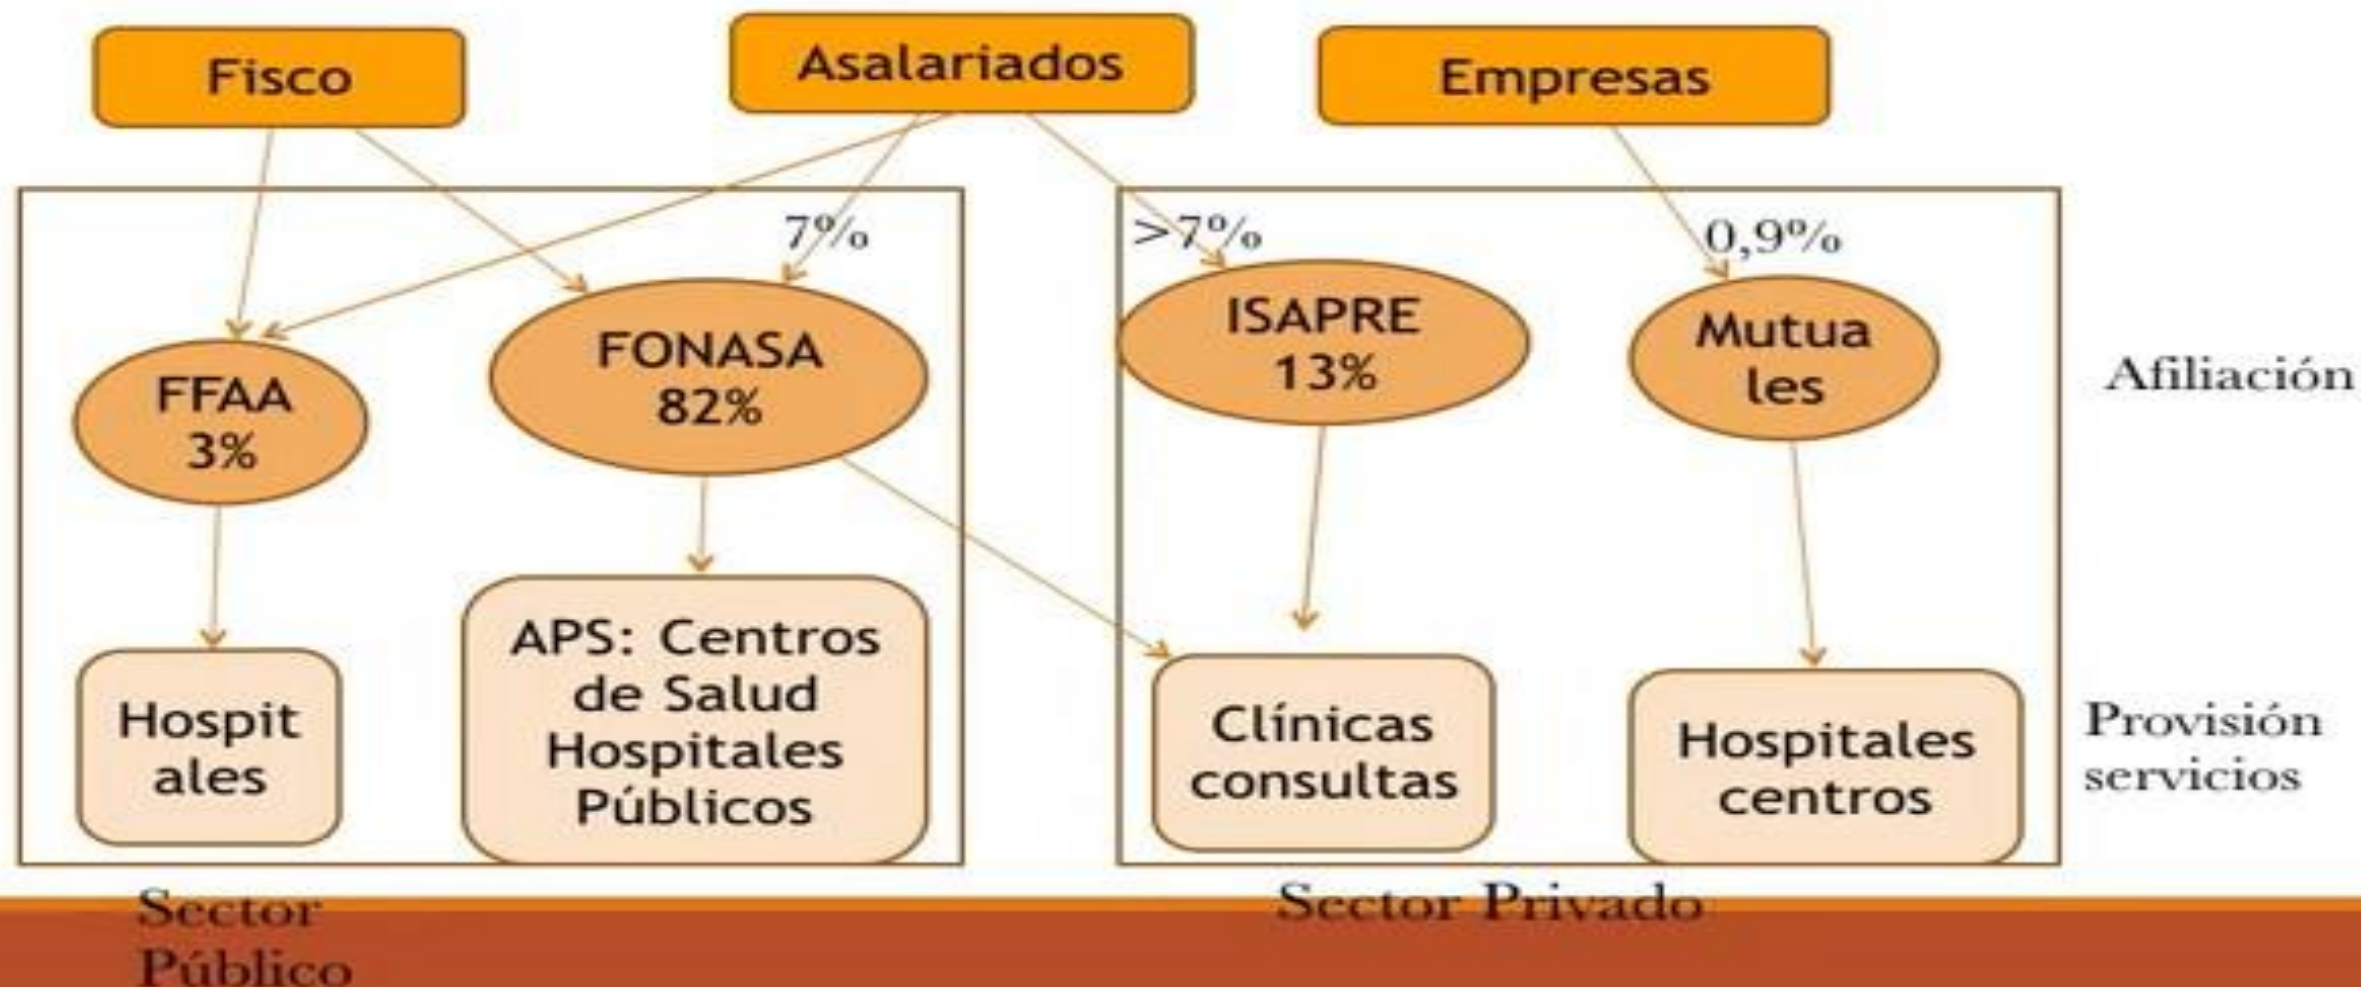 Fisco
Asalariados
Empresas
7%
>7%
0,9%
FFAA
3%
FONASA
82%
ISAPRE
13%
Mutua
les
Afiliación
Hospit
ales
APS: Centros
de Salud
Hospitales
Públicos
Clínicas
consultas
Hospitales
centros
Provisión
servicios
Sector
Público
Sector Privado